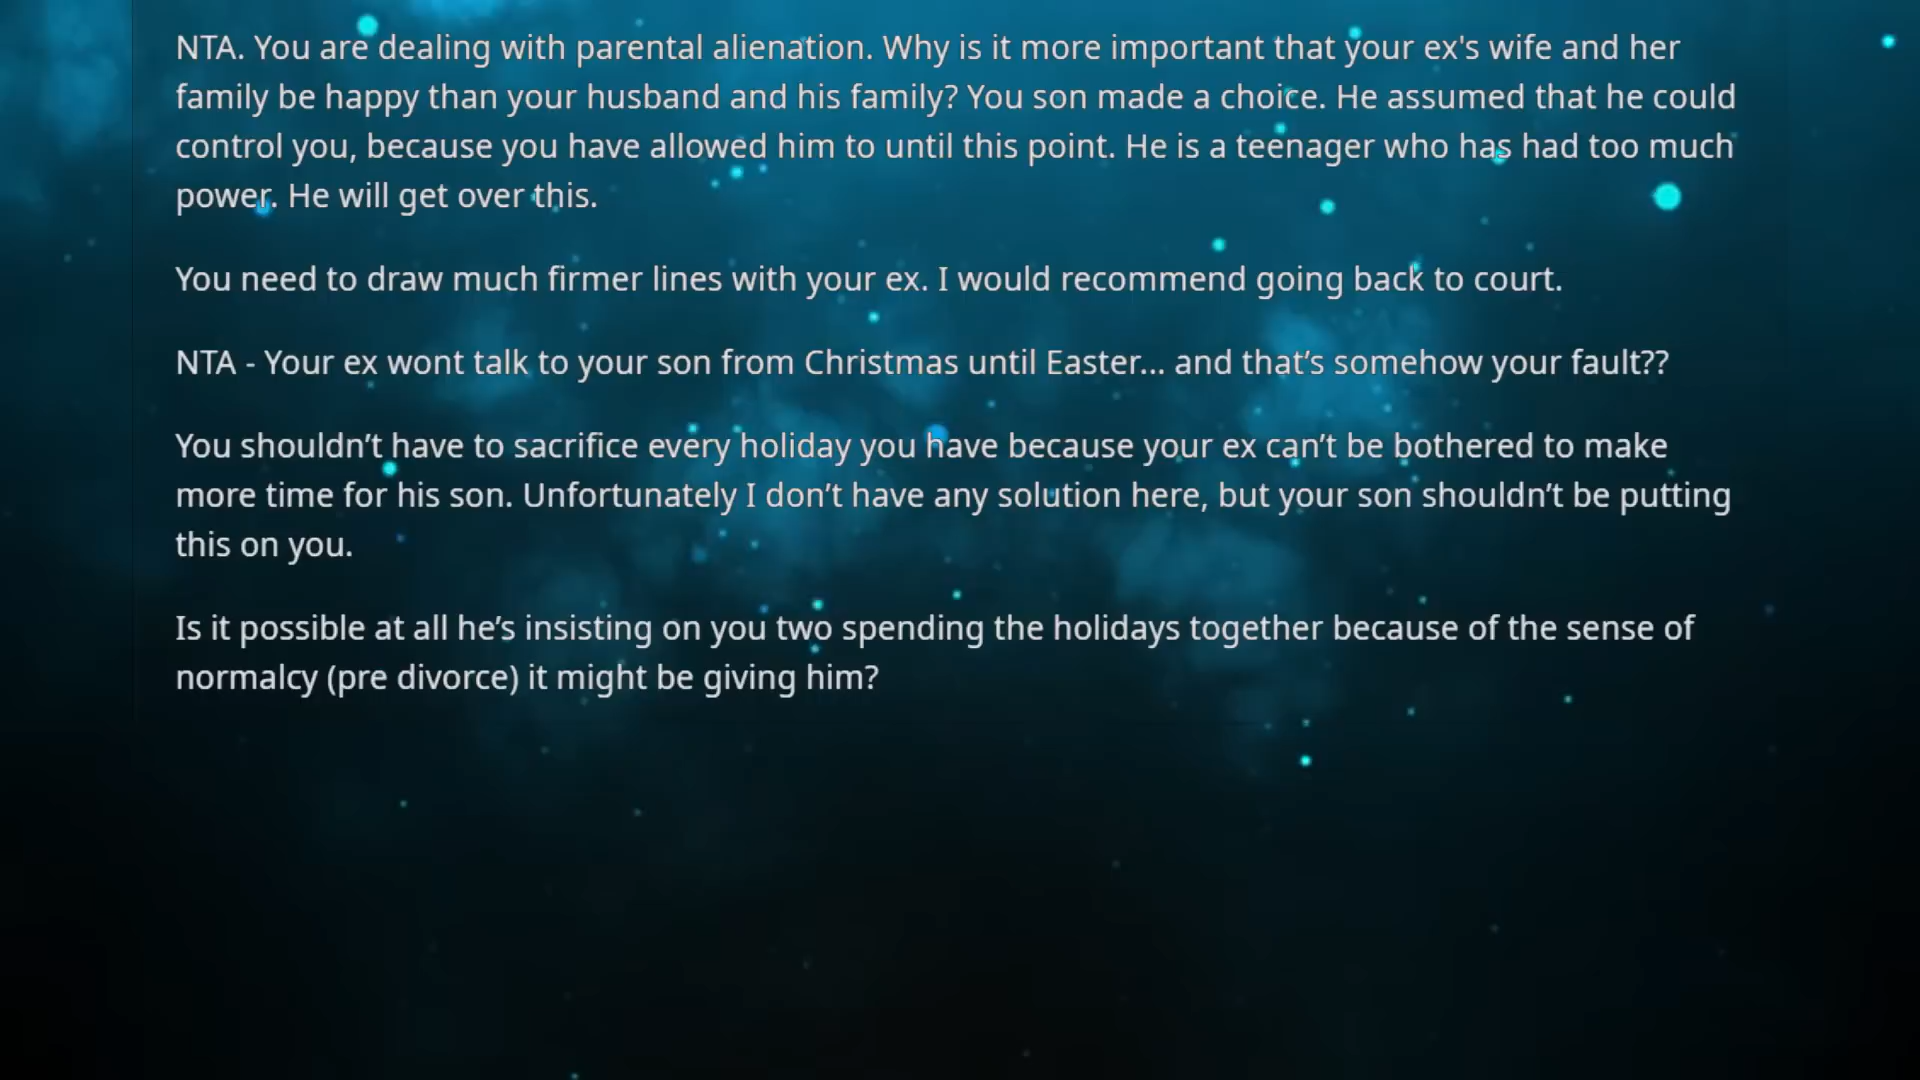 NTA. You are dealing with parental alienation. Why is it more important that your ex's wife and her
family be happy than your husband and his family? You son made a choice. He assumed that he could
control you, because you have allowed him to until this point. He is a teenager who has had too much
power. He will get over this.
You need to draw much firmer lines with your ex. I would recommend going back to court.
NTA - Your ex wont talk to your son from Christmas until Easter... and that’s somehow your fault??
You shouldn’t have to sacrifice every holiday you have because your ex can’t be bothered to make
more time for his son. Unfortunately I don’t have any solution here, but your son shouldn’t be putting
this on you.
Is it possible at all he’s insisting on you two spending the holidays together because of the sense of
normalcy (pre divorce) it might be giving him?